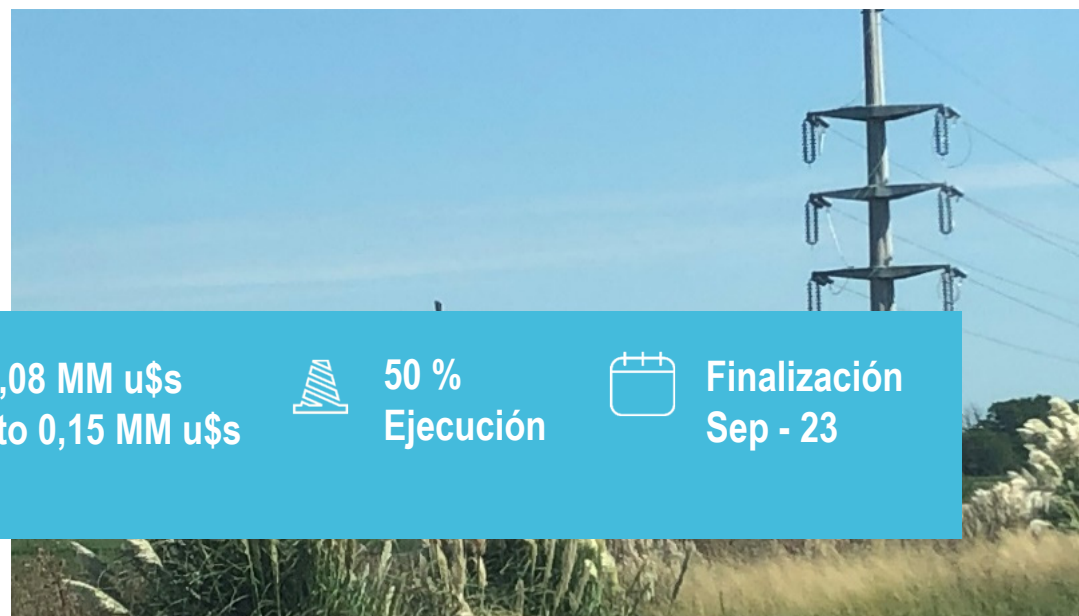 ,08 MM u$s
to 0,15 MM u$s
50 %
Ejecución
Finalización
Sep - 23